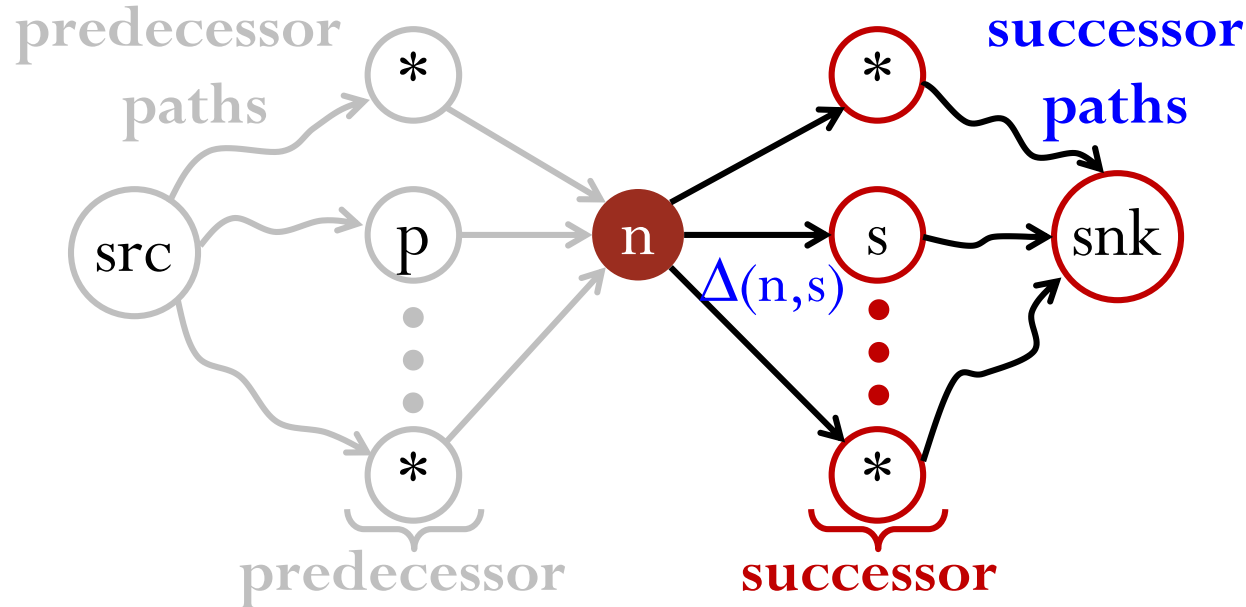 predecessor
paths
*
*
successor
paths
src
p
n
s
snk
Δ(n,s)
*
*
predecessor
successor